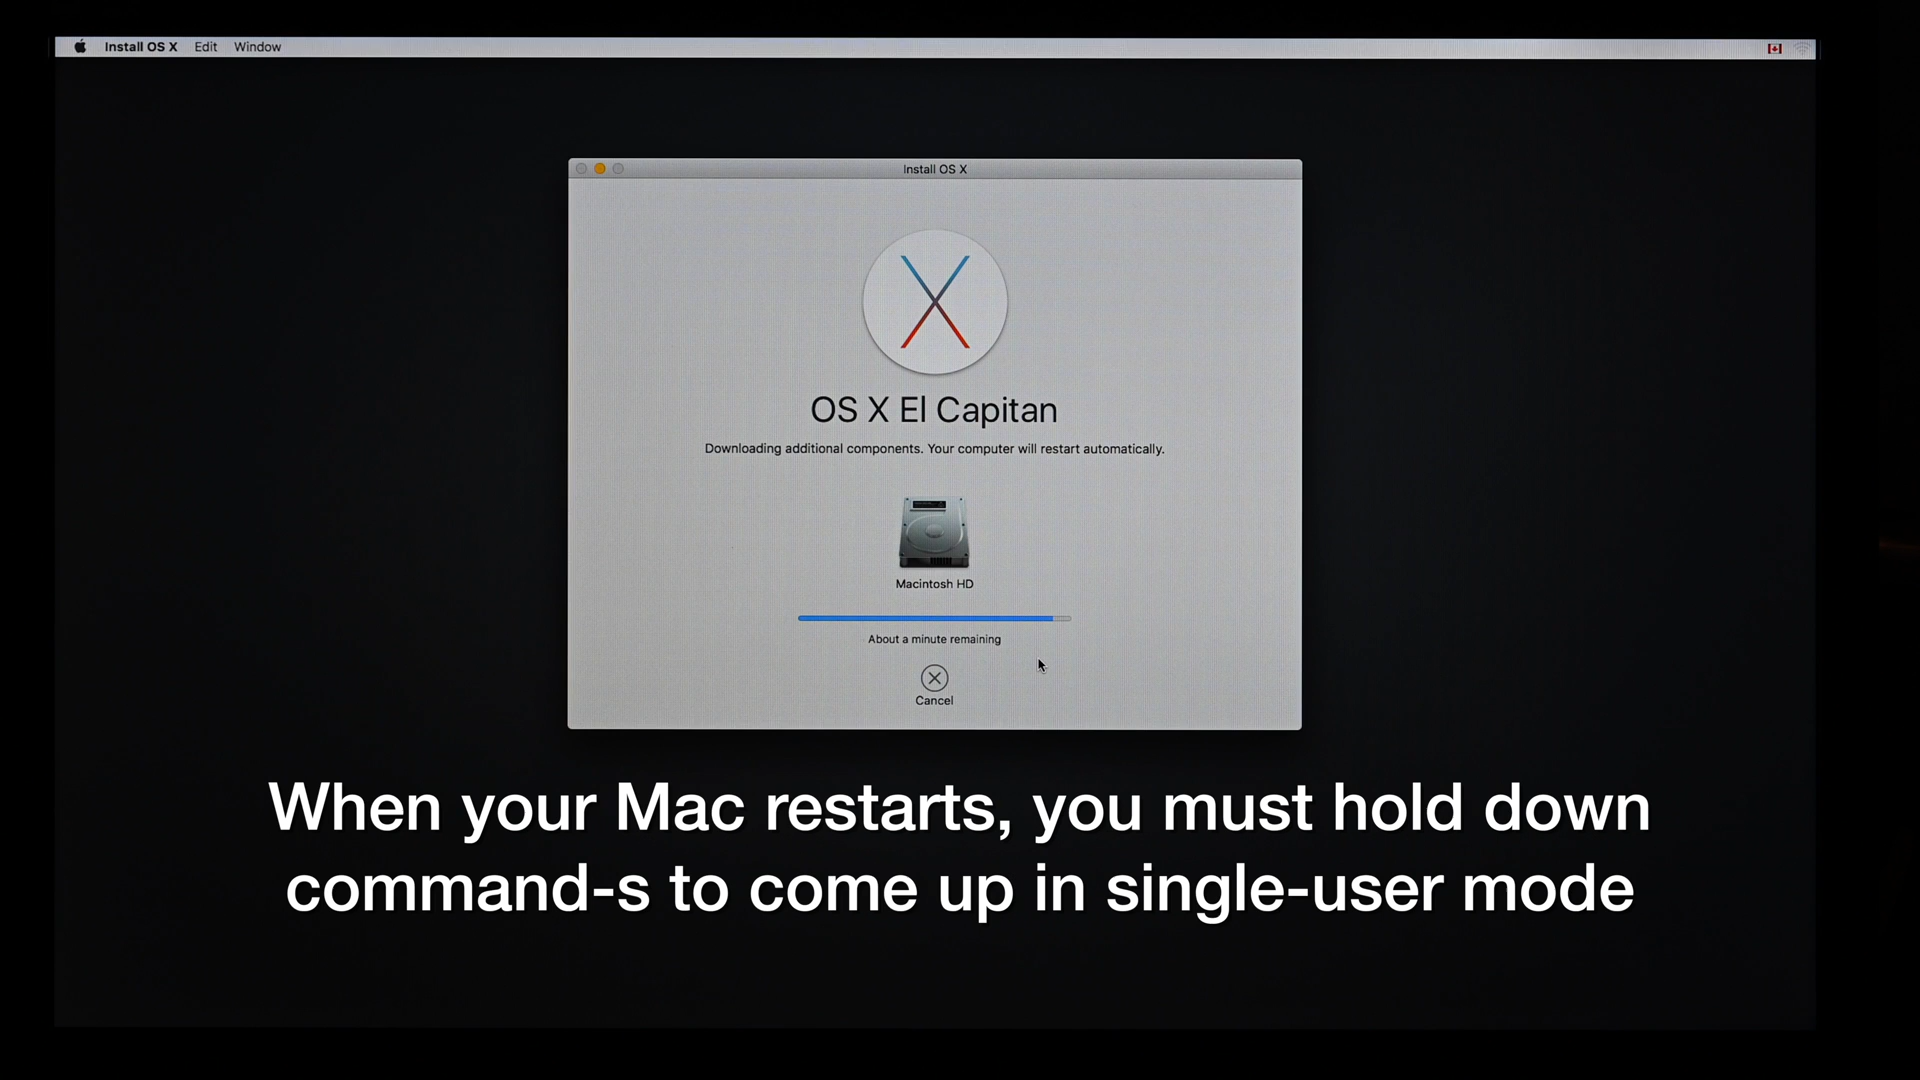 Install OS X Edit Window
Install OS X
OS X El Capitan
Downloading additional components. Your computer will restart automatically.
Macintosh HD
About a minute remaining
Cancel
When your Mac restarts, you must hold down
command-s to come up in single-user mode